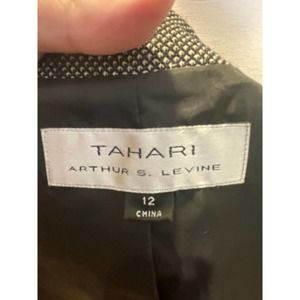 TAHARI
ARTHUR S. LEVINE
12
CHINA